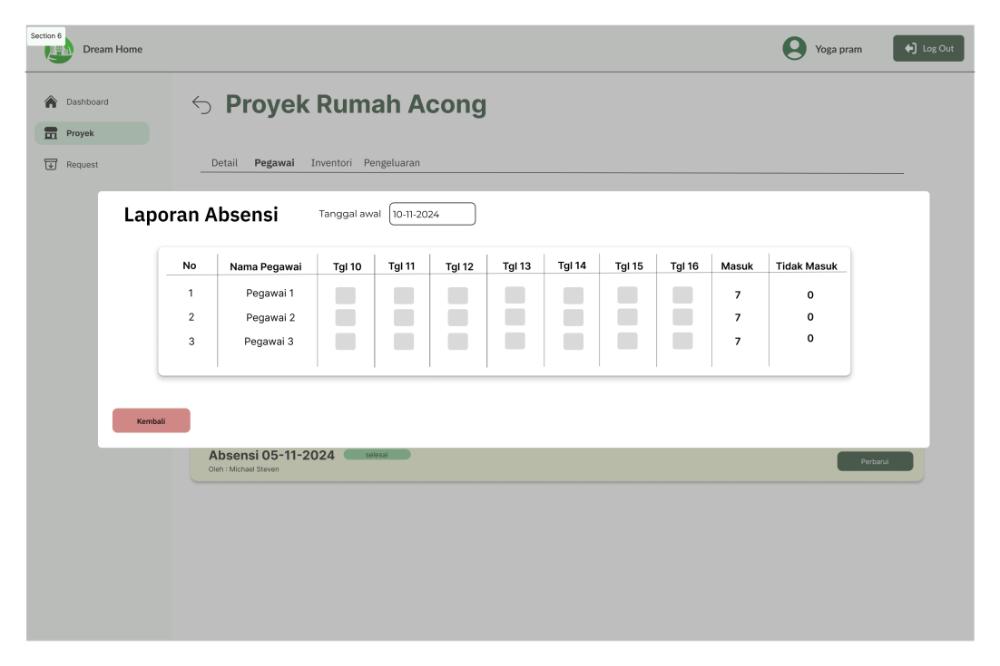 Section 6
Dream Home
Yoga pram
Log Out
Dashboard
Proyek
Request
Proyek Rumah Acong
Detail Pegawai Inventori Pengeluaran
Laporan Absensi
Tanggal awal 10-11-2024
No Nama Pegawai Tgl 10 Tgl 11 Tgl 12 Tgl 13 Tgl 14 Tgl 15 Tgl 16 Masuk Tidak Masuk
1 Pegawai 1 7 0
2 Pegawai 2 7 0
3 Pegawai 3 7 0
Kembali
Absensi 05-11-2024 selesai
Oleh : Michael Steven
Perbarui